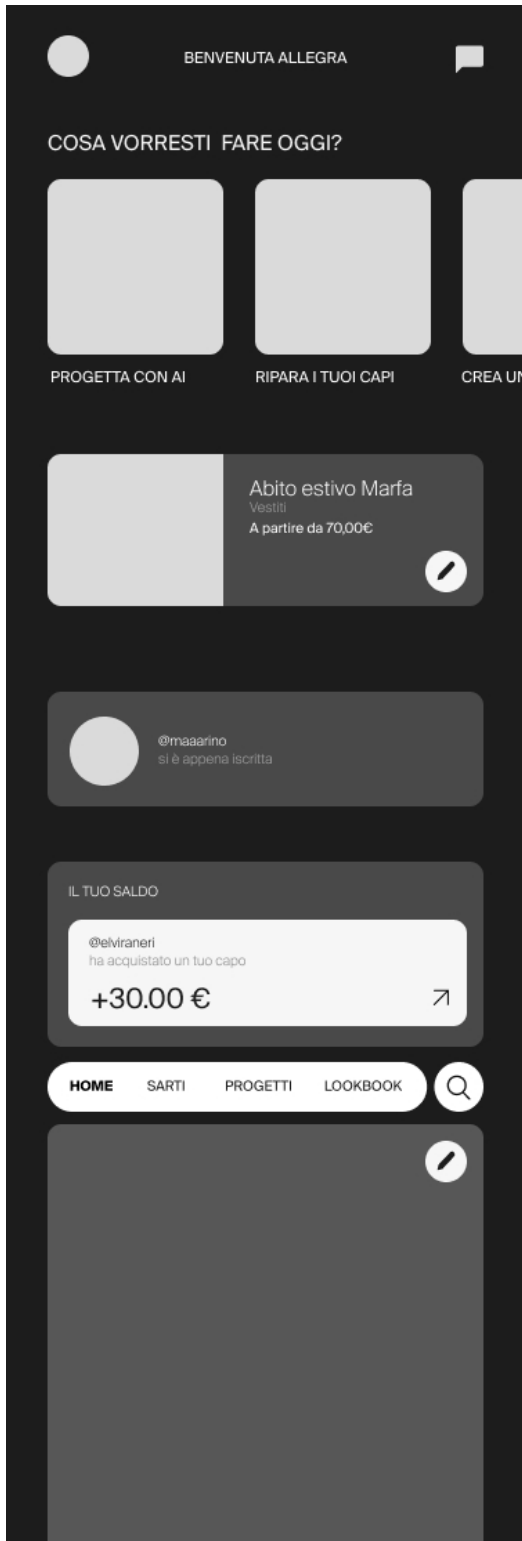 BENVENUTA ALLEGRA
COSA VORRESTI FARE OGGI?
PROGETTA CON AI
RIPARA I TUOI CAPI
CREA UN
Abito estivo Marfa
Vestiti
A partire da 70,00€
@maaarino
si è appena iscritta
IL TUO SALDO
@elviraneri
ha acquistato un tuo capo
+30.00 €
HOME
SARTI
PROGETTI
LOOKBOOK